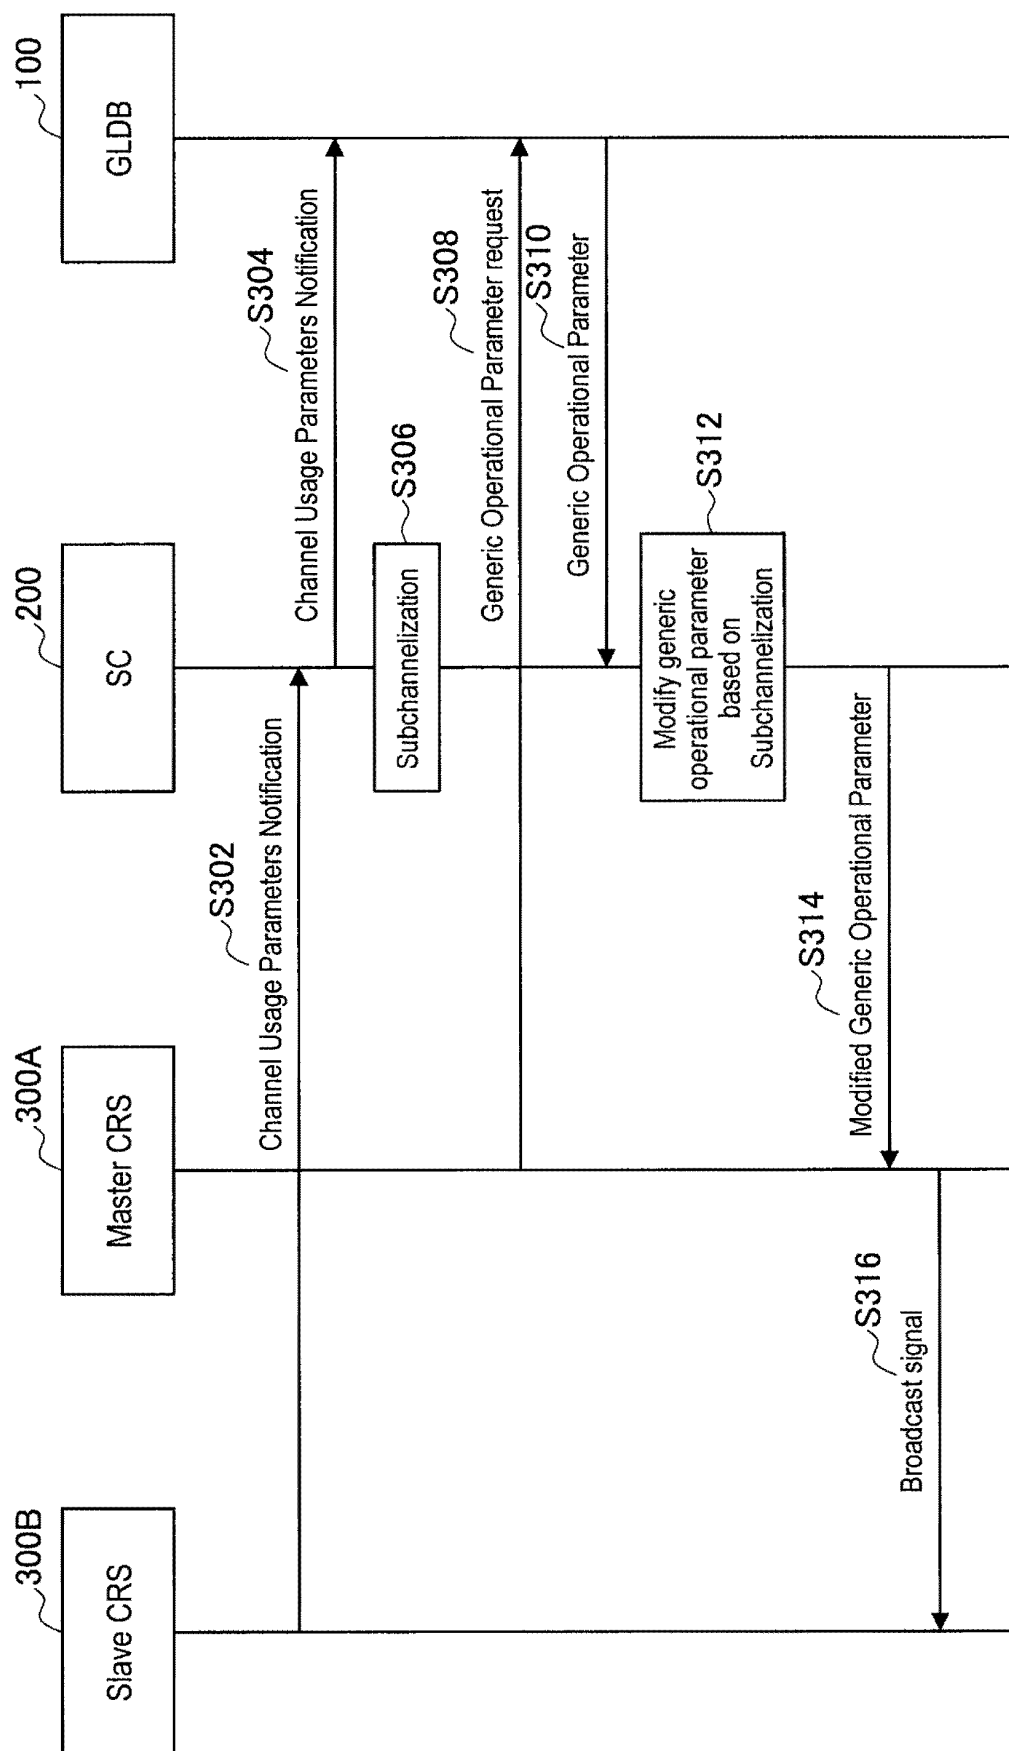 300B
300A
200
100
Slave CRS
Master CRS
SC
GLDB
S302
Channel Usage Parameters Notification
S304
Channel Usage Parameters Notification
S306
Subchannelization
S308
Generic Operational Parameter request
S310
Generic Operational Parameter
S312
Modify generic
operational parameter
based on
Subchannelization
S314
Modified Generic Operational Parameter
S316
Broadcast signal